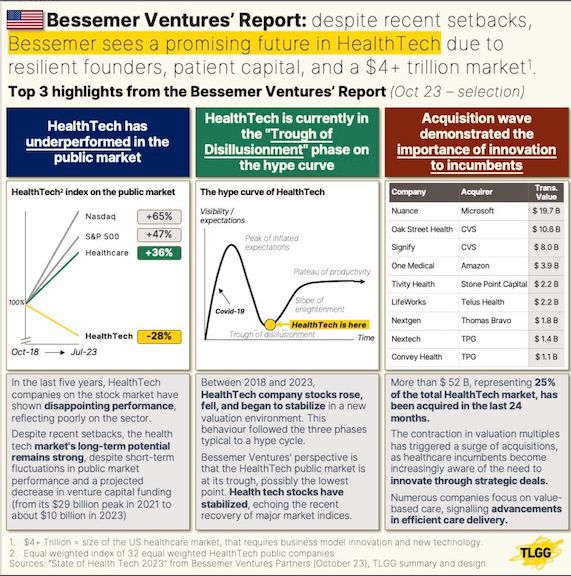 Bessemer Ventures' Report: despite recent setbacks,
Bessemer sees a promising future in HealthTech due to
resilient founders, patient capital, and a $4+ trillion market¹.
Top 3 highlights from the Bessemer Ventures' Report (Oct 23 – selection)
HealthTech has
underperformed in the
public market
HealthTech² index on the public market
Nasdaq +65%
S&P 500 +47%
Healthcare +36%
100%
HealthTech -28%
Oct-18 → Jul-23
In the last five years, HealthTech
companies on the stock market have
shown disappointing performance,
reflecting poorly on the sector.
Despite recent setbacks, the health
tech market's long-term potential
remains strong, despite short-term
fluctuations in public market
performance and a projected
decrease in venture capital funding
(from its $29 billion peak in 2021 to
about $10 billion in 2023)
HealthTech is currently in
the "Trough of
Disillusionment" phase on
the hype curve
The hype curve of HealthTech
Visibility /
expectations
Peak of inflated
expectations
Plateau of productivity
Slope of
enlightenment
Covid-19
HealthTech is here
Trough of disillusionment
Time
Between 2018 and 2023,
HealthTech company stocks rose,
fell, and began to stabilize in a new
valuation environment. This
behaviour followed the three phases
typical to a hype cycle.
Bessemer Ventures' perspective is
that the HealthTech public market is
at its trough, possibly the lowest
point. Health tech stocks have
stabilized, echoing the recent
recovery of major market indices.
Acquisition wave
demonstrated the
importance of innovation
to incumbents
Company Acquirer Trans.
Value
Nuance Microsoft $ 19.7 B
Oak Street Health CVS $ 10.6 B
Signify CVS $ 8.0 B
One Medical Amazon $ 3.9 B
Tivity Health Stone Point Capital $ 2.2 B
LifeWorks Telus Health $ 2.2 B
Nextgen Thomas Bravo $ 1.8 B
Nextech TPG $ 1.4 B
Convey Health TPG $ 1.1 B
More than $ 52 B, representing 25%
of the total HealthTech market, has
been acquired in the last 24
months.
The contraction in valuation multiples
has triggered a surge of acquisitions,
as healthcare incumbents become
increasingly aware of the need to
innovate through strategic deals.
Numerous companies focus on value-
based care, signalling advancements
in efficient care delivery.
1. $4+ Trillion = size of the US healthcare market, that requires business model innovation and new technology.
2. Equal weighted index of 32 equal weighted HealthTech public companies
Sources: "State of Health Tech 2023" from Bessemer Ventures Partners (October 23), TLGG summary and design
TLGG